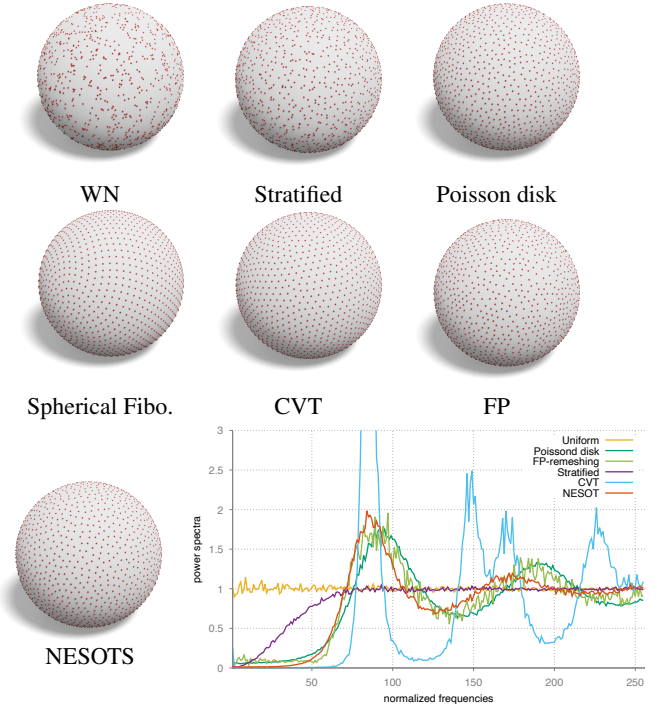 WN
Stratified
Poisson disk
Spherical Fibo.
CVT
FP
NESOTS
3
2.5
2
1.5
1
0.5
0
power spectra
Uniform
Poissond disk
FP-remeshing
Stratified
CVT
NESOT
50
100
150
200
250
normalized frequencies